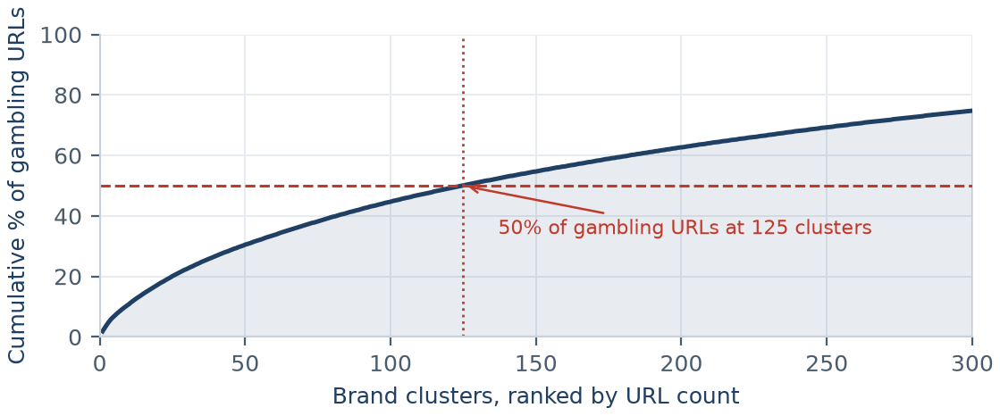 Cumulative % of gambling URLs
100
80
60
40
20
0
50% of gambling URLs at 125 clusters
0 50 100 150 200 250 300
Brand clusters, ranked by URL count